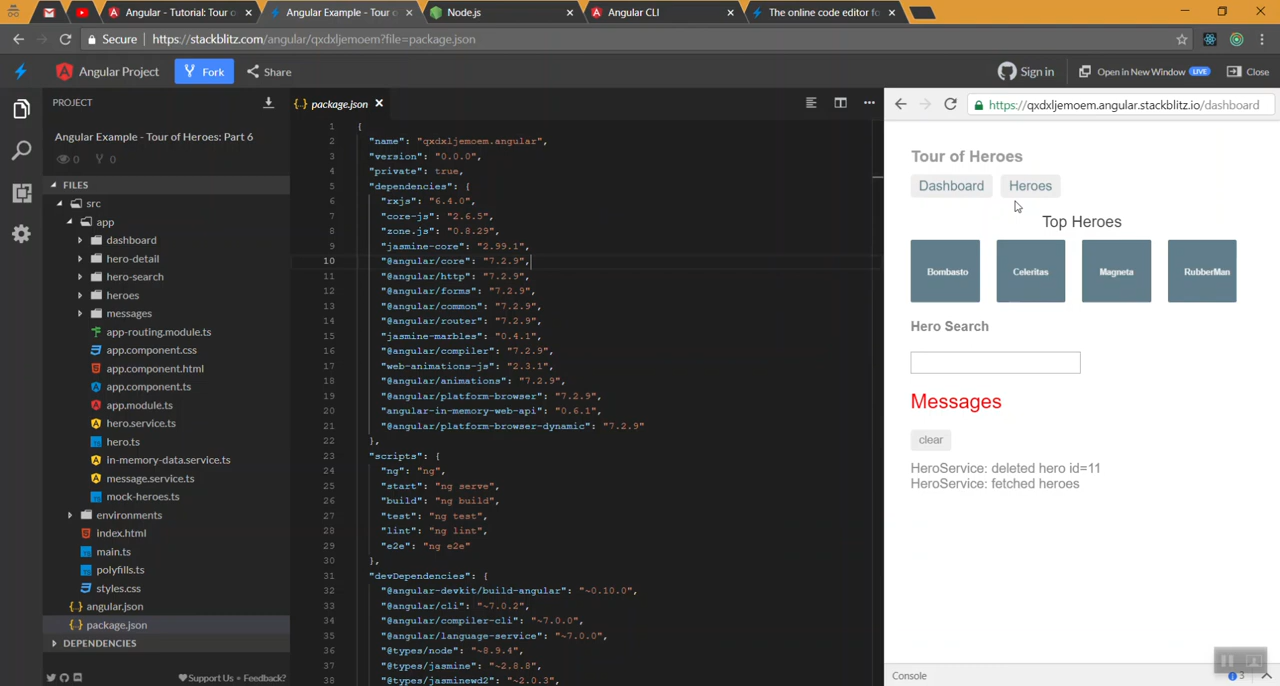 Angular - Tutorial: Tour o
Angular Example - Tour o
Node.js
Angular CLI
The online code editor fo
Secure
https://stackblitz.com/angular/qxdxljemoem?file=package.json
Angular Project
Fork
Share
Sign in
Open in New Window LIVE
Close
PROJECT
Angular Example - Tour of Heroes: Part 6
0 0
FILES
src
app
dashboard
hero-detail
hero-search
heroes
messages
app-routing.module.ts
app.component.css
app.component.html
app.component.ts
app.module.ts
hero.service.ts
hero.ts
in-memory-data.service.ts
message.service.ts
mock-heroes.ts
environments
index.html
main.ts
polyfills.ts
styles.css
{..} angular.json
{..} package.json
DEPENDENCIES
Support Us • Feedback?
{..} package.json
1 {
2 "name": "qxdxljemoem.angular",
3 "version": "0.0.0",
4 "private": true,
5 "dependencies": {
6 "rxjs": "6.4.0",
7 "core-js": "2.6.5",
8 "zone.js": "0.8.29",
9 "jasmine-core": "2.99.1",
10 "@angular/core": "7.2.9",
11 "@angular/http": "7.2.9",
12 "@angular/forms": "7.2.9",
13 "@angular/common": "7.2.9",
14 "@angular/router": "7.2.9",
15 "jasmine-marbles": "0.4.1",
16 "@angular/compiler": "7.2.9",
17 "web-animations-js": "2.3.1",
18 "@angular/animations": "7.2.9",
19 "@angular/platform-browser": "7.2.9",
20 "angular-in-memory-web-api": "0.6.1",
21 "@angular/platform-browser-dynamic": "7.2.9"
22 },
23 "scripts": {
24 "ng": "ng",
25 "start": "ng serve",
26 "build": "ng build",
27 "test": "ng test",
28 "lint": "ng lint",
29 "e2e": "ng e2e"
30 },
31 "devDependencies": {
32 "@angular-devkit/build-angular": "~0.10.0",
33 "@angular/cli": "~7.0.2",
34 "@angular/compiler-cli": "~7.0.0",
35 "@angular/language-service": "~7.0.0",
36 "@types/node": "~8.9.4",
37 "@types/jasmine": "~2.8.8",
38 "@types/jasminewd2": "~2.0.3",
https://qxdxljemoem.angular.stackblitz.io/dashboard
Tour of Heroes
Dashboard
Heroes
Top Heroes
Bombasto
Celeritas
Magneta
RubberMan
Hero Search
Messages
clear
HeroService: deleted hero id=11
HeroService: fetched heroes
Console
3